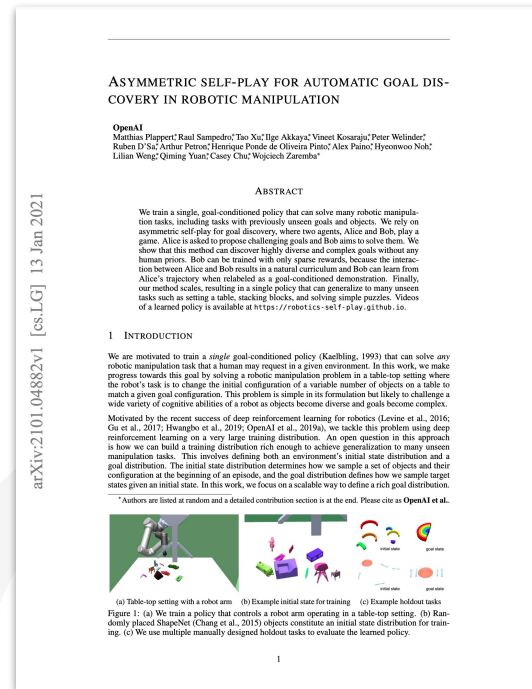 ASYMMETRIC SELF-PLAY FOR AUTOMATIC GOAL DIS-
COVERY IN ROBOTIC MANIPULATION
OpenAI
Matthias Plappert*, Raul Sampedro*, Tao Xu*, Ilge Akkaya*, Vineet Kosaraju*, Peter Welinder*,
Ruben D'Sa*, Arthur Petron*, Henrique Ponde de Oliveira Pinto*, Alex Paino*, Hyeonwoo Noh*,
Lilian Weng*, Qiming Yuan*, Casey Chu*, Wojciech Zaremba*
ABSTRACT
We train a single, goal-conditioned policy that can solve many robotic manipula-
tion tasks, including tasks with previously unseen goals and objects. We rely on
asymmetric self-play for goal discovery, where two agents, Alice and Bob, play a
game. Alice is asked to propose challenging goals and Bob aims to solve them. We
show that this method can discover highly diverse and complex goals without any
human priors. Bob can be trained with only sparse rewards, because the interac-
tion between Alice and Bob results in a natural curriculum and Bob can learn from
Alice's trajectory when relabeled as a goal-conditioned demonstration. Finally,
our method scales, resulting in a single policy that can generalize to many unseen
tasks such as setting a table, stacking blocks, and solving simple puzzles. Videos
of a learned policy is available at https://robotics-self-play.github.io.
1 INTRODUCTION
We are motivated to train a single goal-conditioned policy (Kaelbling, 1993) that can solve any
robotic manipulation task that a human may request in a given environment. In this work, we make
progress towards this goal by solving a robotic manipulation problem in a table-top setting where
the robot's task is to change the initial configuration of a variable number of objects on a table to
match a given goal configuration. This problem is simple in its formulation but likely to challenge a
wide variety of cognitive abilities of a robot as objects become diverse and goals become complex.
Motivated by the recent success of deep reinforcement learning for robotics (Levine et al., 2016;
Gu et al., 2017; Hwangbo et al., 2019; OpenAI et al., 2019a), we tackle this problem using deep
reinforcement learning on a very large training distribution. An open question in this approach
is how we can build a training distribution rich enough to achieve generalization to many unseen
manipulation tasks. This involves defining both an environment's initial state distribution and a
goal distribution. The initial state distribution determines how we sample a set of objects and their
configuration at the beginning of an episode, and the goal distribution defines how we sample target
states given an initial state. In this work, we focus on a scalable way to define a rich goal distribution.
*Authors are listed at random and a detailed contribution section is at the end. Please cite as OpenAI et al..
initial state
goal state
initial state
goal state
(a) Table-top setting with a robot arm
(b) Example initial state for training
(c) Example holdout tasks
Figure 1: (a) We train a policy that controls a robot arm operating in a table-top setting. (b) Ran-
domly placed ShapeNet (Chang et al., 2015) objects constitute an initial state distribution for train-
ing. (c) We use multiple manually designed holdout tasks to evaluate the learned policy.
1
arXiv:2101.04882v1 [cs.LG] 13 Jan 2021